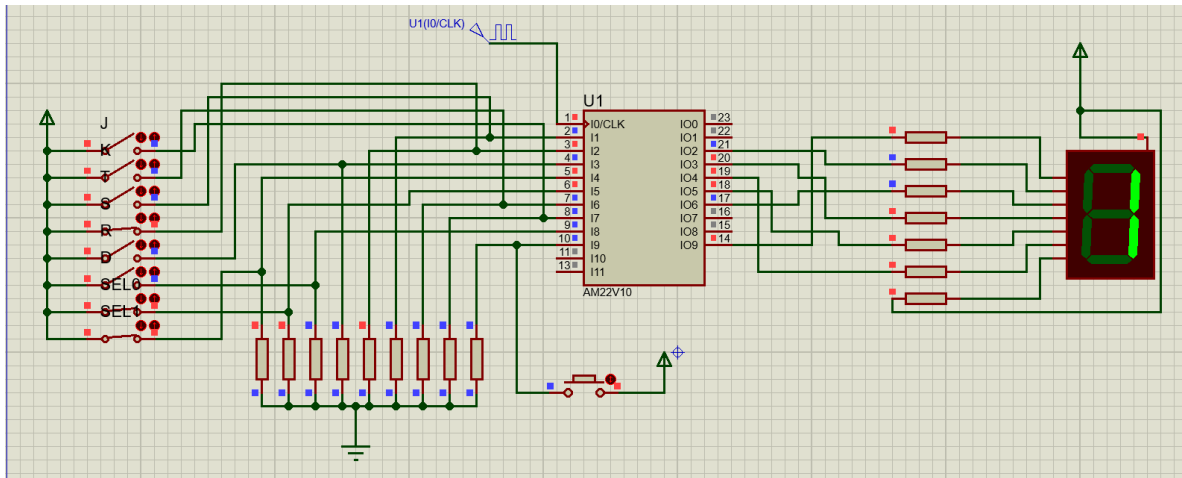 U1(I0/CLK)
U1
J
K
T
S
R
D
SEL0
SEL1
1 I0/CLK IO0 23
2 I1 IO1 22
3 I2 IO2 21
4 I3 IO3 20
5 I4 IO4 19
6 I5 IO5 18
7 I6 IO6 17
8 I7 IO7 16
9 I8 IO8 15
10 I9 IO9 14
11 I10
13 I11
AM22V10
1